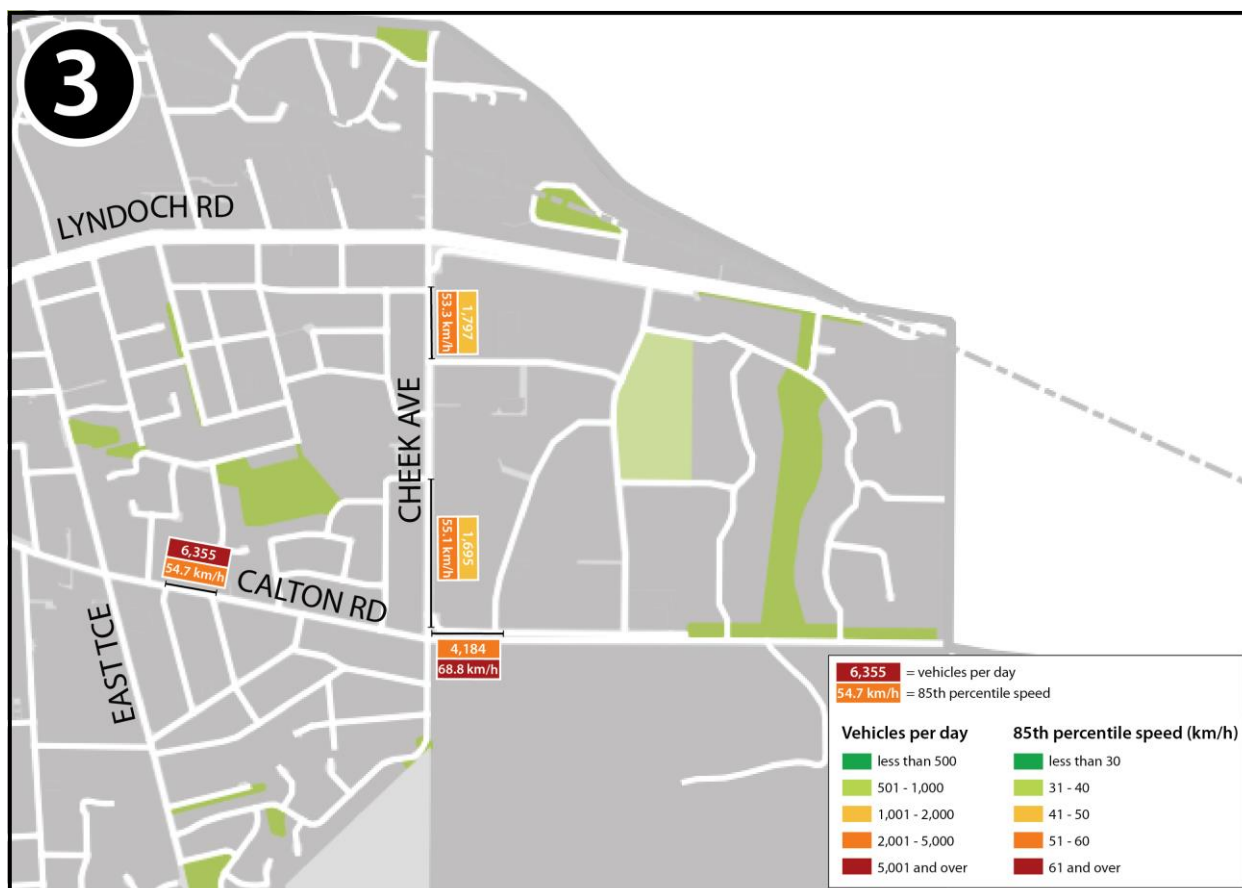 3
LYNDOCH RD
53.3 km/h
1,797
CHEEK AVE
55.1 km/h
1,695
6,355
54.7 km/h
CALTON RD
EAST TCE
4,184
68.8 km/h
6,355 = vehicles per day
54.7 km/h = 85th percentile speed
Vehicles per day
less than 500
501 - 1,000
1,001 - 2,000
2,001 - 5,000
5,001 and over
85th percentile speed (km/h)
less than 30
31 - 40
41 - 50
51 - 60
61 and over